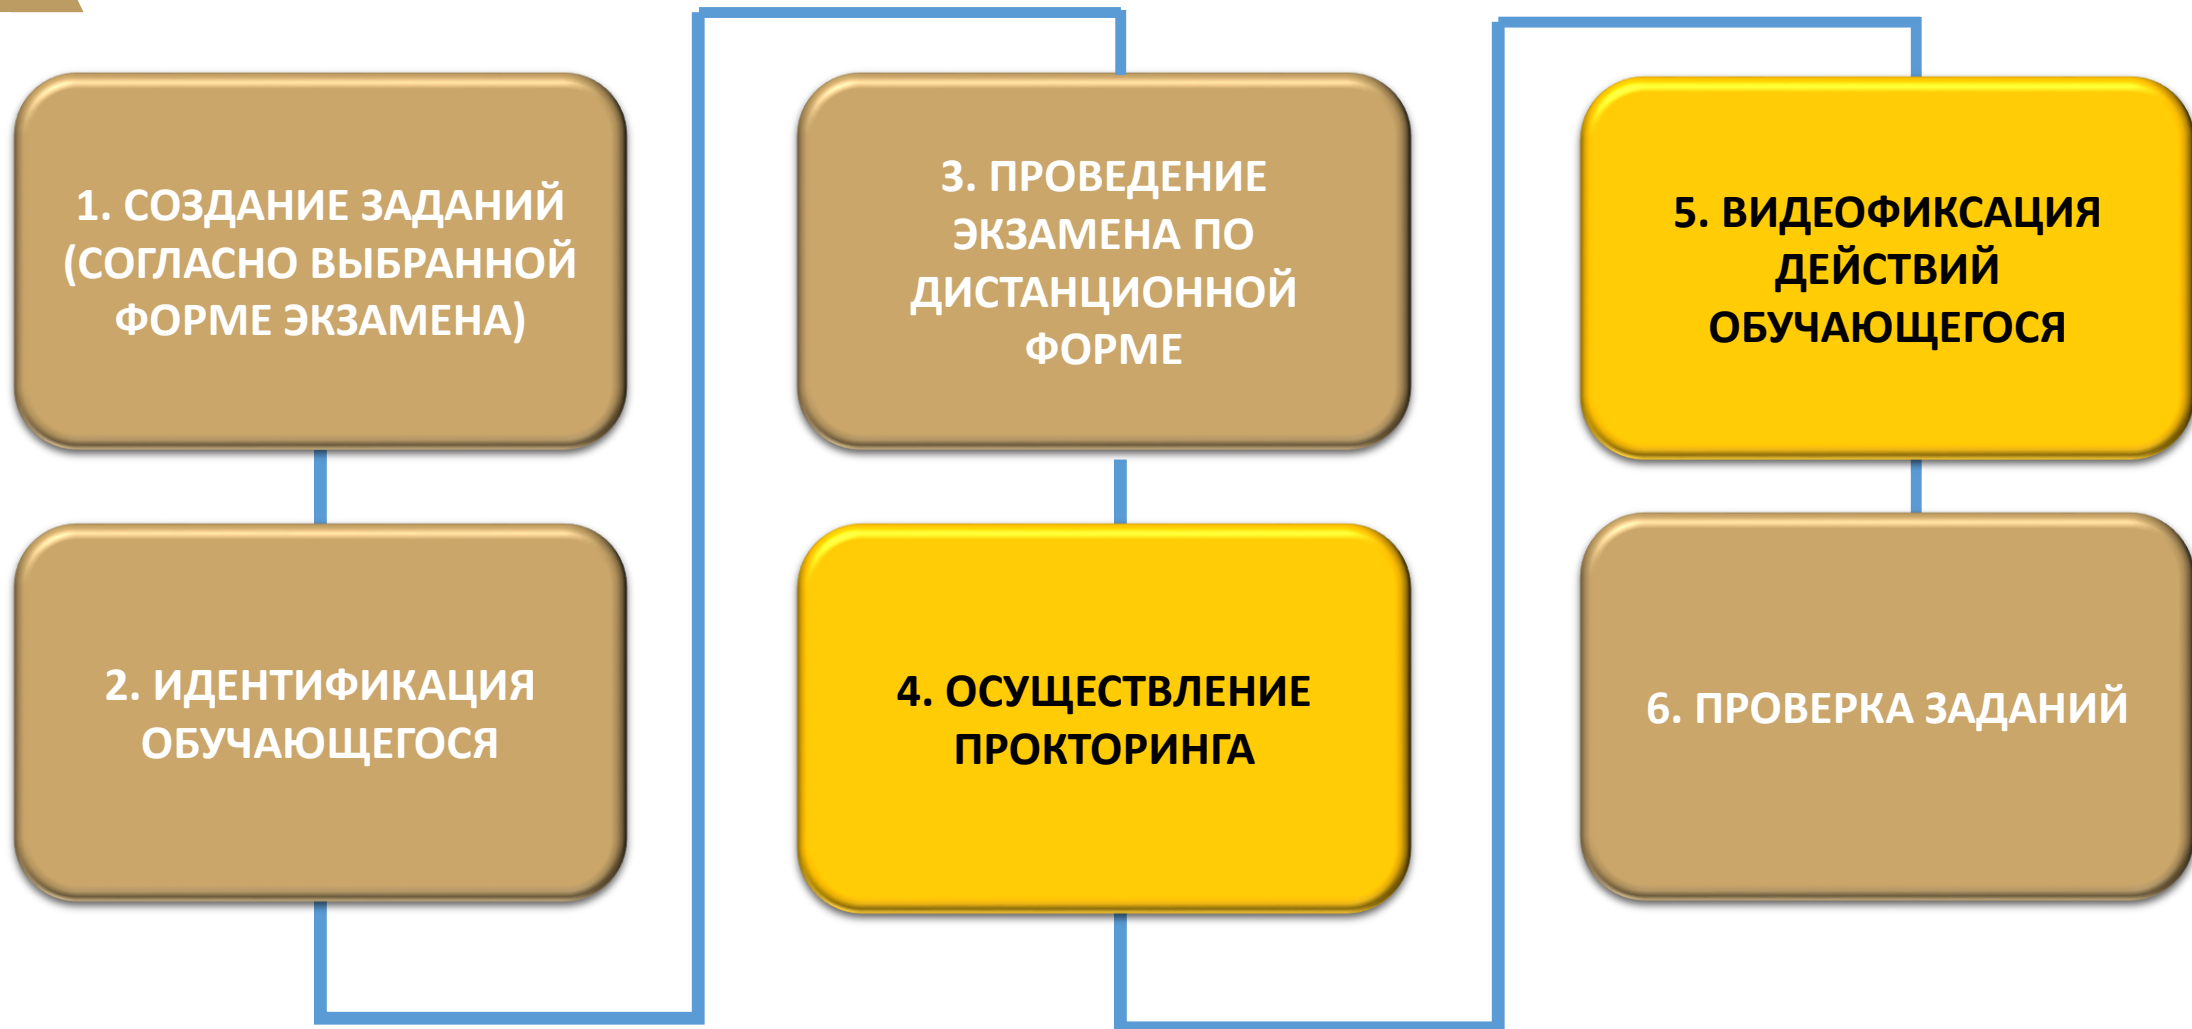 1. СОЗДАНИЕ ЗАДАНИЙ
(СОГЛАСНО ВЫБРАННОЙ
ФОРМЕ ЭКЗАМЕНА)
2. ИДЕНТИФИКАЦИЯ
ОБУЧАЮЩЕГОСЯ
3. ПРОВЕДЕНИЕ
ЭКЗАМЕНА ПО
ДИСТАНЦИОННОЙ
ФОРМЕ
4. ОСУЩЕСТВЛЕНИЕ
ПРОКТОРИНГА
5. ВИДЕОФИКСАЦИЯ
ДЕЙСТВИЙ
ОБУЧАЮЩЕГОСЯ
6. ПРОВЕРКА ЗАДАНИЙ